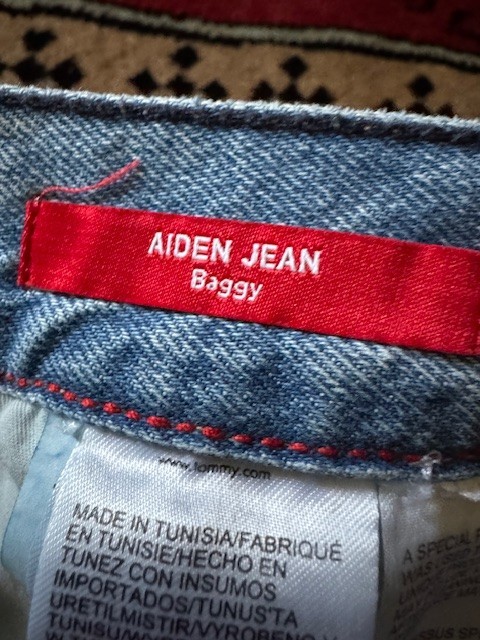 AIDEN JEAN
Baggy
www.tommy.com
MADE IN TUNISIA/FABRIQUÉ
EN TUNISIE/HECHO EN
TUNEZ CON INSUMOS
IMPORTADOS/TUNUS'TA
URETILMISTIR/VYROBENO
A SPECIAL